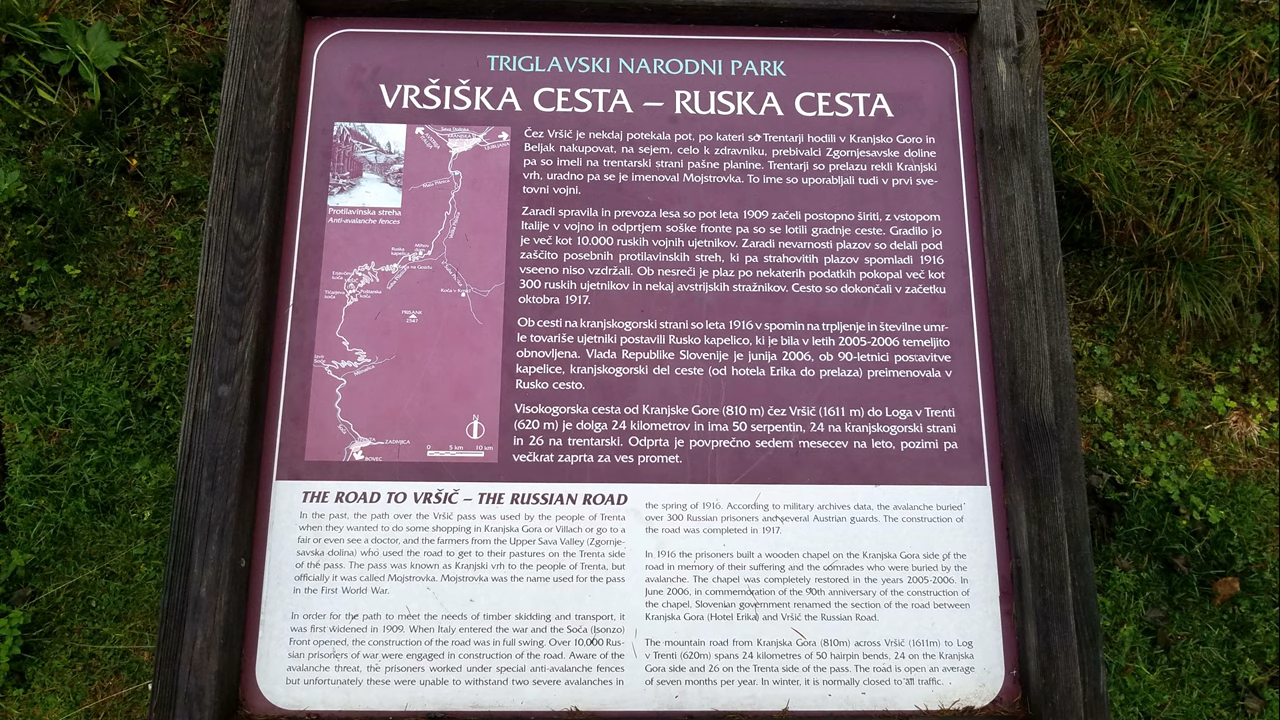 TRIGLAVSKI NARODNI PARK
VRŠIŠKA CESTA – RUSKA CESTA
Čez Vršič je nekdaj potekala pot, po kateri so Trentarji hodili v Kranjsko Goro in
Beljak nakupovat, na sejem, celo k zdravniku, prebivalci Zgornjesavske doline
pa so imeli na trentarski strani pašne planine. Trentarji so prelazu rekli Kranjski
vrh, uradno pa se je imenoval Mojstrovka. To ime so uporabljali tudi v prvi sve-
tovni vojni.
Zaradi spravila in prevoza lesa so pot leta 1909 začeli postopno širiti, z vstopom
Italije v vojno in odprtjem soške fronte pa so se lotili gradnje ceste. Gradilo jo
je več kot 10.000 ruskih vojnih ujetnikov. Zaradi nevarnosti plazov so delali pod
zaščito posebnih protilavinskih streh, ki pa strahovitih plazov spomladi 1916
vseeno niso vzdržali. Ob nesreči je plaz po nekaterih podatkih pokopal več kot
300 ruskih ujetnikov in nekaj avstrijskih stražnikov. Cesto so dokončali v začetku
oktobra 1917.
Ob cesti na kranjskogorski strani so leta 1916 v spomin na trpljenje in številne umr-
le tovariše ujetniki postavili Rusko kapelico, ki je bila v letih 2005-2006 temeljito
obnovljena. Vlada Republike Slovenije je junija 2006, ob 90-letnici postavitve
kapelice, kranjskogorski del ceste (od hotela Erika do prelaza) preimenovala v
Rusko cesto.
Visokogorska cesta od Kranjske Gore (810 m) čez Vršič (1611 m) do Loga v Trenti
(620 m) je dolga 24 kilometrov in ima 50 serpentin, 24 na kranjskogorski strani
in 26 na trentarski. Odprta je povprečno sedem mesecev na leto, pozimi pa
večkrat zaprta za ves promet.
Protilavinska streha
Anti-avalanche fences
KRANJSKA
LJUBLJANA
Mala Pišnica
Ruska
kapelica
Koča v Krnici
PRISANK
2547
Mlinarica
ZADNJICA
BOVEC
N
0 5 km 10 km
THE ROAD TO VRŠIČ – THE RUSSIAN ROAD
In the past, the path over the Vršič pass was used by the people of Trenta
when they wanted to do some shopping in Kranjska Gora or Villach or go to a
fair or even see a doctor, and the farmers from the Upper Sava Valley (Zgornje-
savska dolina) who used the road to get to their pastures on the Trenta side
of the pass. The pass was known as Kranjski vrh to the people of Trenta, but
officially it was called Mojstrovka. Mojstrovka was the name used for the pass
in the First World War.
In order for the path to meet the needs of timber skidding and transport, it
was first widened in 1909. When Italy entered the war and the Soča (Isonzo)
Front opened, the construction of the road was in full swing. Over 10,000 Rus-
sian prisoners of war were engaged in construction of the road. Aware of the
avalanche threat, the prisoners worked under special anti-avalanche fences
but unfortunately these were unable to withstand two severe avalanches in
the spring of 1916. According to military archives data, the avalanche buried
over 300 Russian prisoners and several Austrian guards. The construction of
the road was completed in 1917.
In 1916 the prisoners built a wooden chapel on the Kranjska Gora side of the
road in memory of their suffering and the comrades who were buried by the
avalanche. The chapel was completely restored in the years 2005-2006. In
June 2006, in commemoration of the 90th anniversary of the construction of
the chapel, Slovenian government renamed the section of the road between
Kranjska Gora (Hotel Erika) and Vršič the Russian Road.
The mountain road from Kranjska Gora (810m) across Vršič (1611m) to Log
v Trenti (620m) spans 24 kilometres of 50 hairpin bends, 24 on the Kranjska
Gora side and 26 on the Trenta side of the pass. The road is open an average
of seven months per year. In winter, it is normally closed to all traffic.